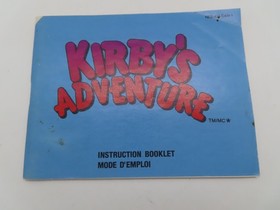 KIRBY'S
ADVENTURE
TM/MC
INSTRUCTION BOOKLET
MODE D'EMPLOI